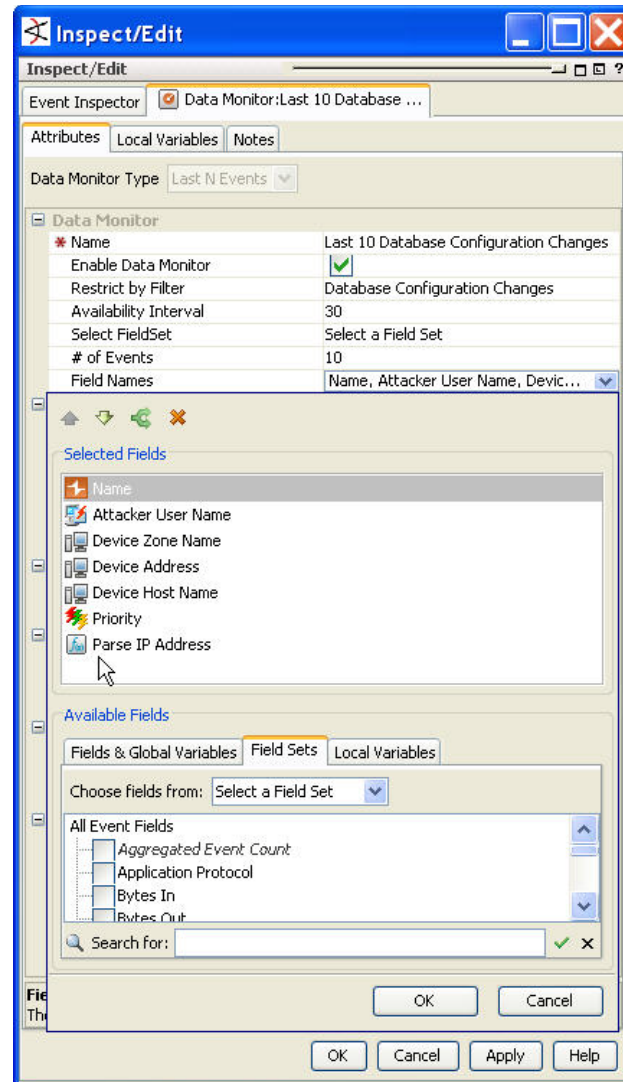 Inspect/Edit
Inspect/Edit ?
Event Inspector Data Monitor:Last 10 Database ...
Attributes Local Variables Notes
Data Monitor Type Last N Events
Data Monitor
* Name Last 10 Database Configuration Changes
Enable Data Monitor
Restrict by Filter Database Configuration Changes
Availability Interval 30
Select FieldSet Select a Field Set
# of Events 10
Field Names Name, Attacker User Name, Devic...
Selected Fields
Name
Attacker User Name
Device Zone Name
Device Address
Device Host Name
Priority
Parse IP Address
Available Fields
Fields & Global Variables Field Sets Local Variables
Choose fields from: Select a Field Set
All Event Fields
Aggregated Event Count
Application Protocol
Bytes In
Bytes Out
Search for:
Fie
OK Cancel
The
OK Cancel Apply Help